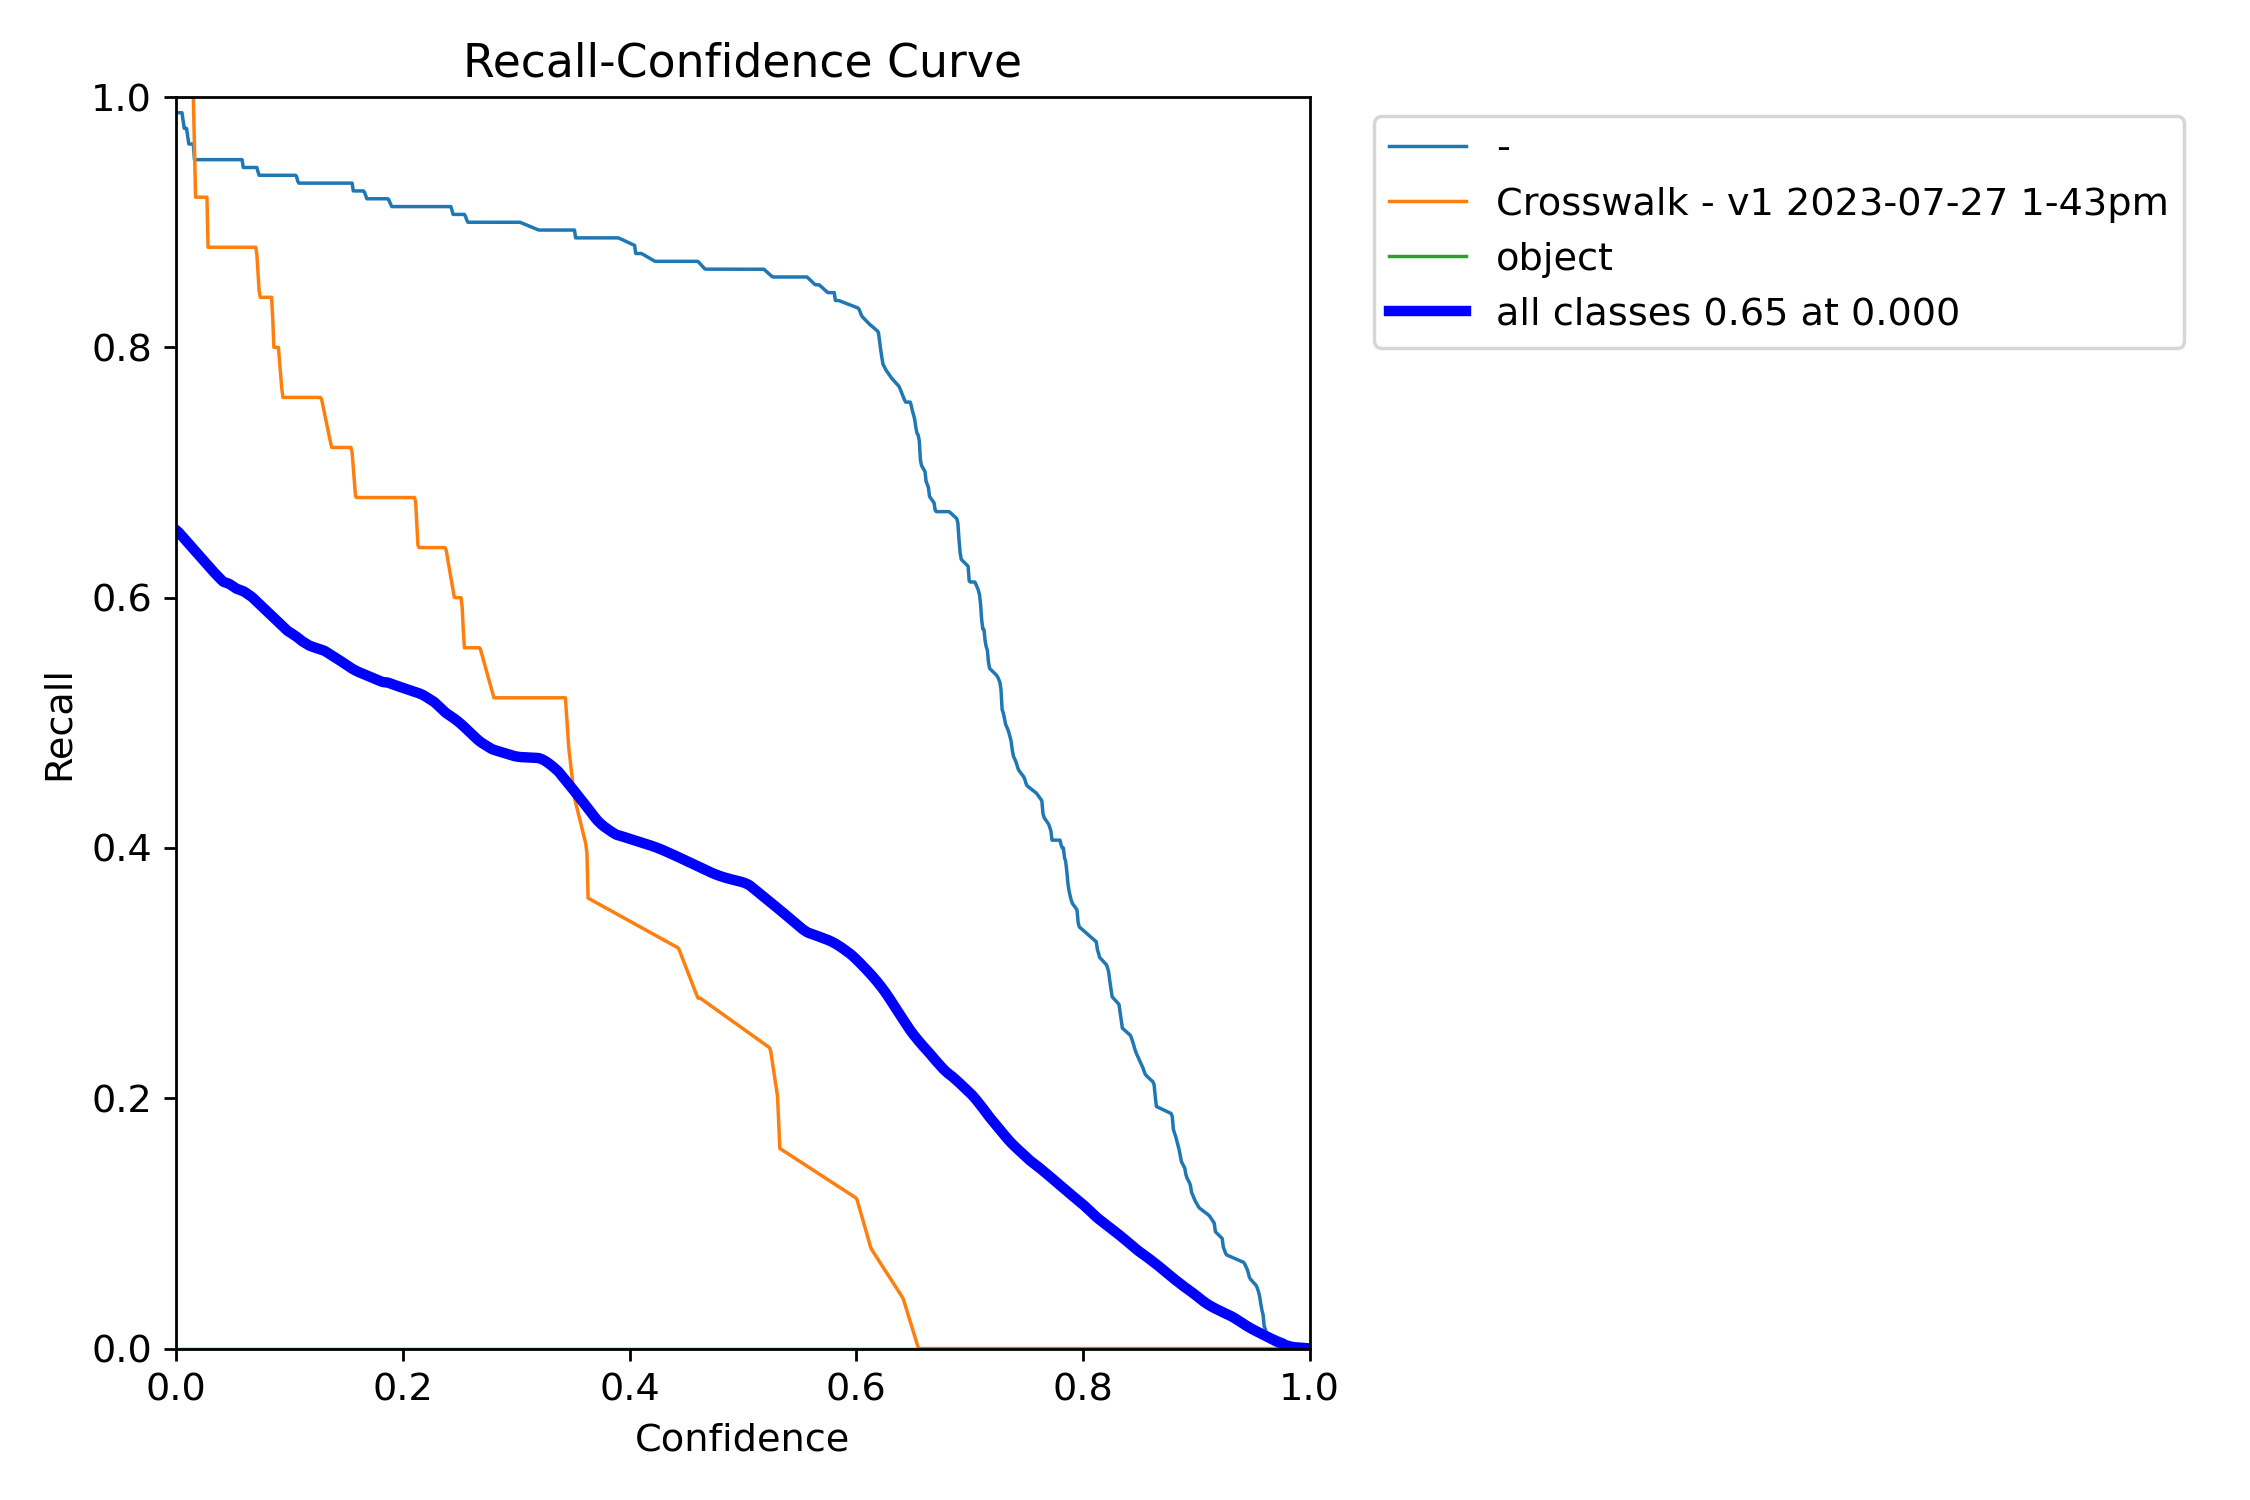 Recall-Confidence Curve
1.0
0.8
0.6
0.4
0.2
0.0
Recall
0.0 0.2 0.4 0.6 0.8 1.0
Confidence
-
Crosswalk - v1 2023-07-27 1-43pm
object
all classes 0.65 at 0.000